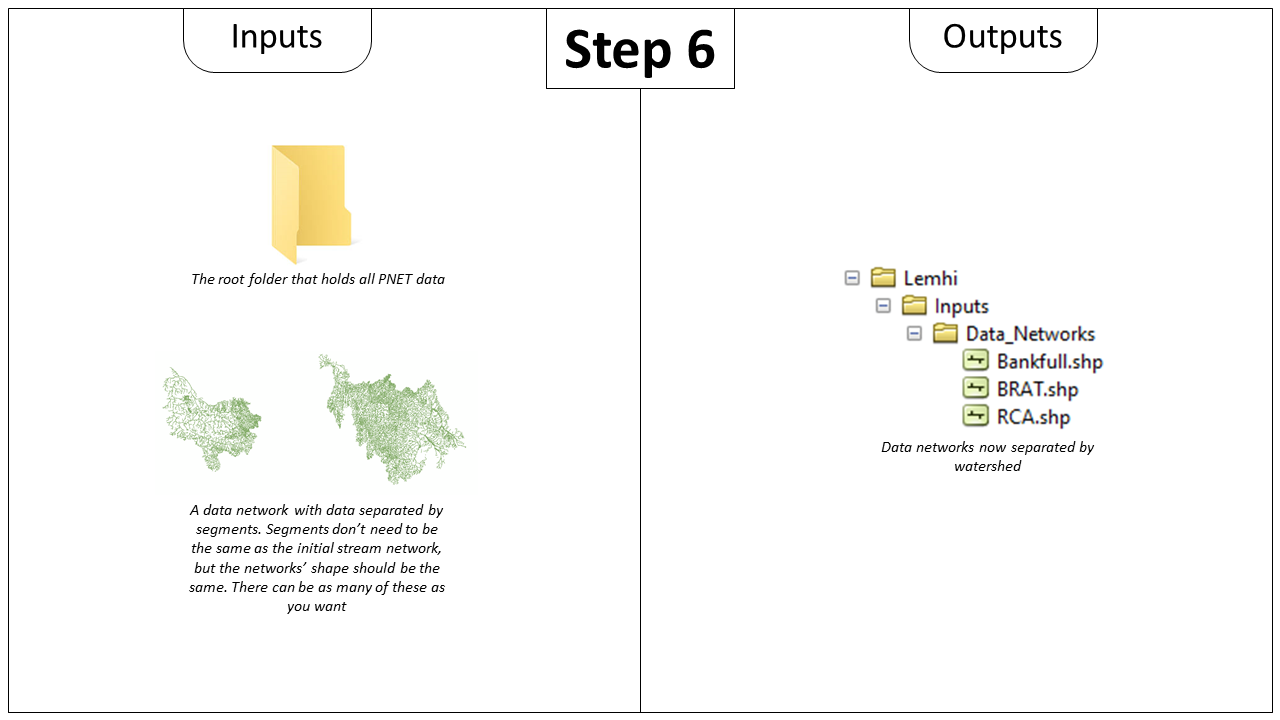 Inputs
Step 6
Outputs
The root folder that holds all PNET data
A data network with data separated by
segments. Segments don't need to be
the same as the initial stream network,
but the networks' shape should be the
same. There can be as many of these as
you want
Lemhi
Inputs
Data_Networks
Bankfull.shp
BRAT.shp
RCA.shp
Data networks now separated by
watershed